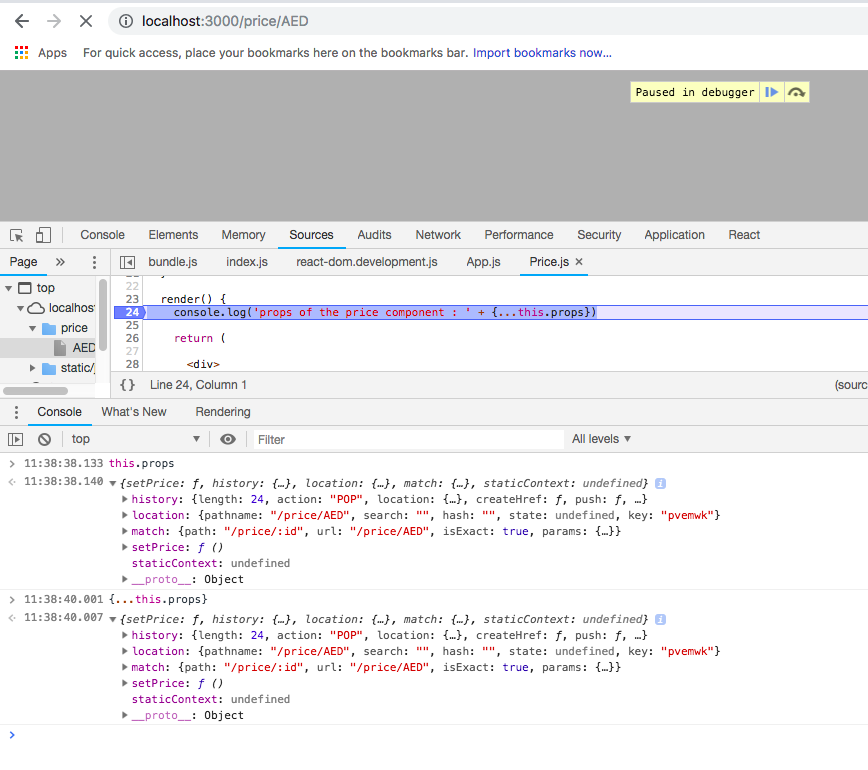 localhost:3000/price/AED
Apps For quick access, place your bookmarks here on the bookmarks bar. Import bookmarks now...
Paused in debugger
Console Elements Memory Sources Audits Network Performance Security Application React
Page » bundle.js index.js react-dom.development.js App.js Price.js ×
top
localhos
price
AED
static/j
22
23 render() {
24 console.log('props of the price component : ' + {...this.props})
25
26 return (
27
28 <div>
{} Line 24, Column 1 (sourc
Console What's New Rendering
top Filter All levels ▼
> 11:38:38.133 this.props
11:38:38.140 {setPrice: ƒ, history: {…}, location: {…}, match: {…}, staticContext: undefined} i
history: {length: 24, action: "POP", location: {…}, createHref: ƒ, push: ƒ, …}
location: {pathname: "/price/AED", search: "", hash: "", state: undefined, key: "pvemwk"}
match: {path: "/price/:id", url: "/price/AED", isExact: true, params: {…}}
setPrice: ƒ ()
staticContext: undefined
__proto__: Object
> 11:38:40.001 {...this.props}
11:38:40.007 {setPrice: ƒ, history: {…}, location: {…}, match: {…}, staticContext: undefined} i
history: {length: 24, action: "POP", location: {…}, createHref: ƒ, push: ƒ, …}
location: {pathname: "/price/AED", search: "", hash: "", state: undefined, key: "pvemwk"}
match: {path: "/price/:id", url: "/price/AED", isExact: true, params: {…}}
setPrice: ƒ ()
staticContext: undefined
__proto__: Object
>